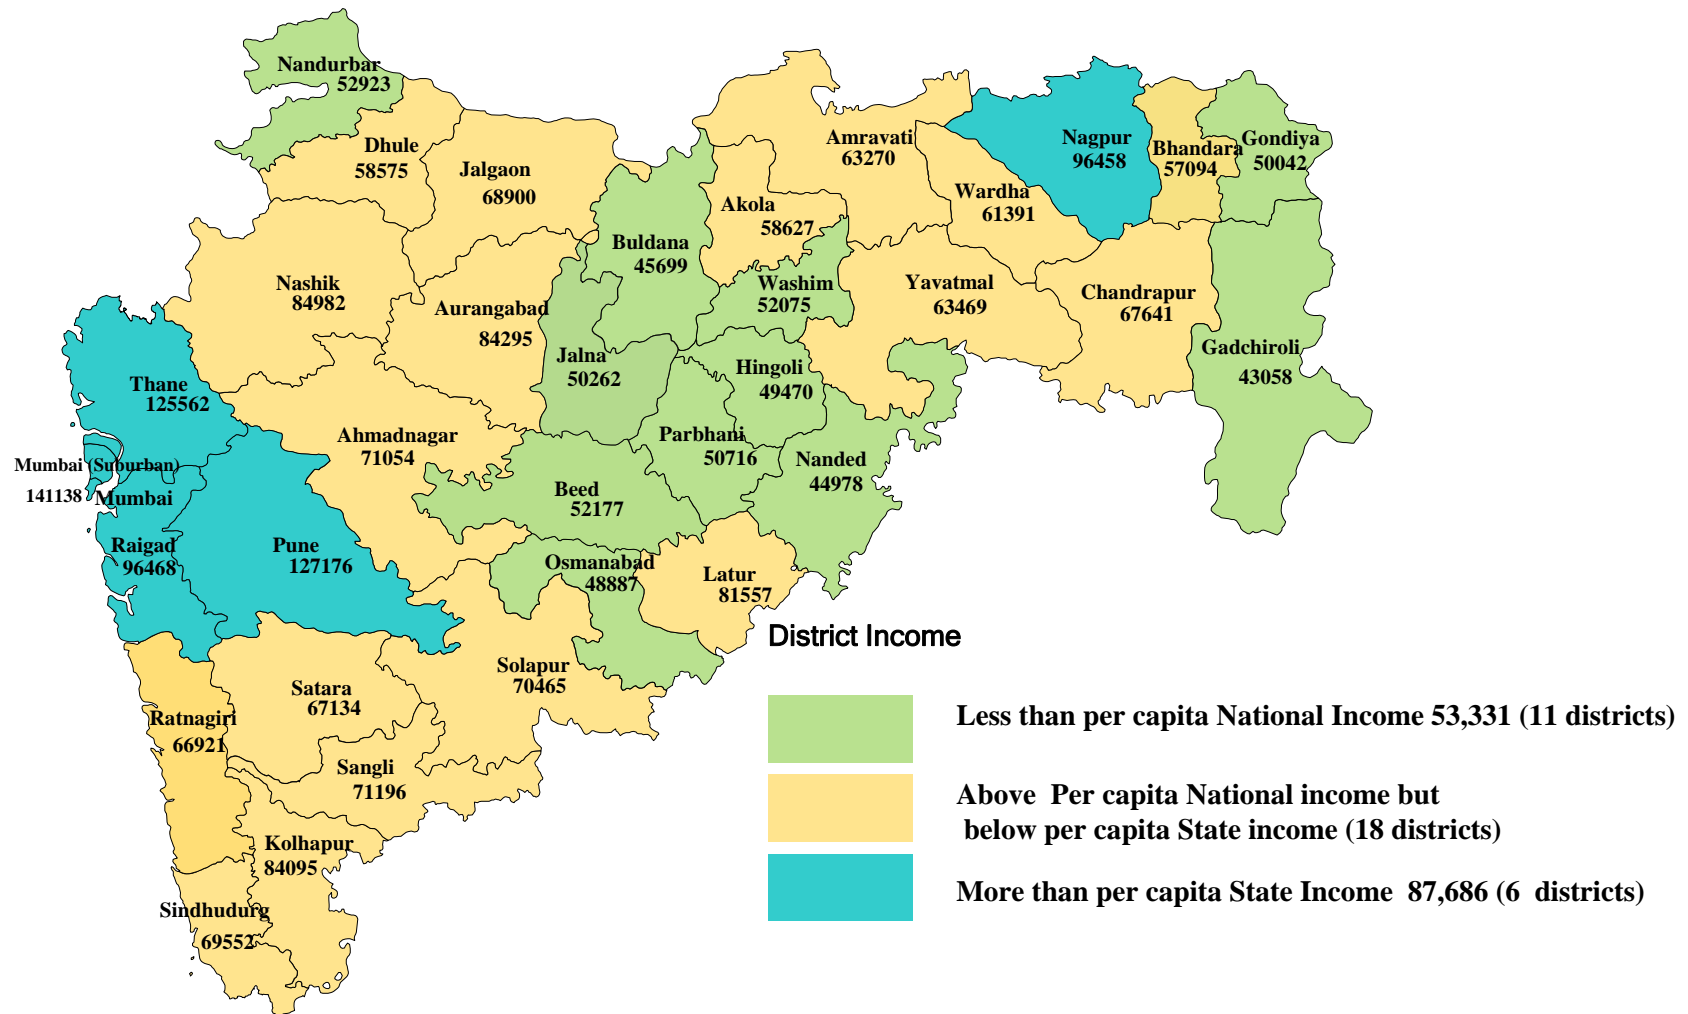 Nandurbar
52923
Dhule
58575
Jalgaon
68900
Nashik
84982
Aurangabad
84295
Buldana
45699
Jalna
50262
Akola
58627
Washim
52075
Amravati
63270
Wardha
61391
Nagpur
96458
Bhandara
57094
Gondiya
50042
Yavatmal
63469
Chandrapur
67641
Gadchiroli
43058
Hingoli
49470
Parbhani
50716
Nanded
44978
Thane
125562
Ahmadnagar
71054
Mumbai (Suburban)
141138
Mumbai
Beed
52177
Raigad
96468
Pune
127176
Osmanabad
48887
Latur
81557
Solapur
70465
Satara
67134
Ratnagiri
66921
Sangli
71196
Kolhapur
84095
Sindhudurg
69552
District Income
Less than per capita National Income 53,331 (11 districts)
Above Per capita National income but
below per capita State income (18 districts)
More than per capita State Income 87,686 (6 districts)